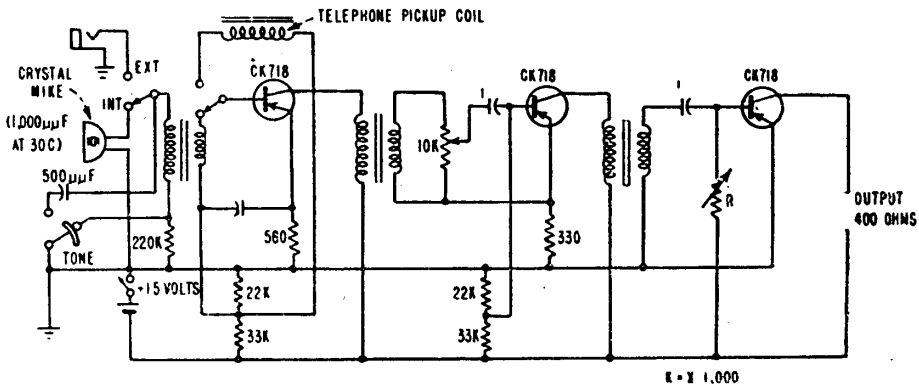 TELEPHONE PICKUP COIL
EXT
CK718
CK718
CK718
CRYSTAL
MIKE
INT
(1,000μμF
AT 30C)
1
1
10K
500μμF
R
OUTPUT
400 OHMS
220K
560
330
TONE
+15 VOLTS
22K
22K
33K
33K
K = X 1,000